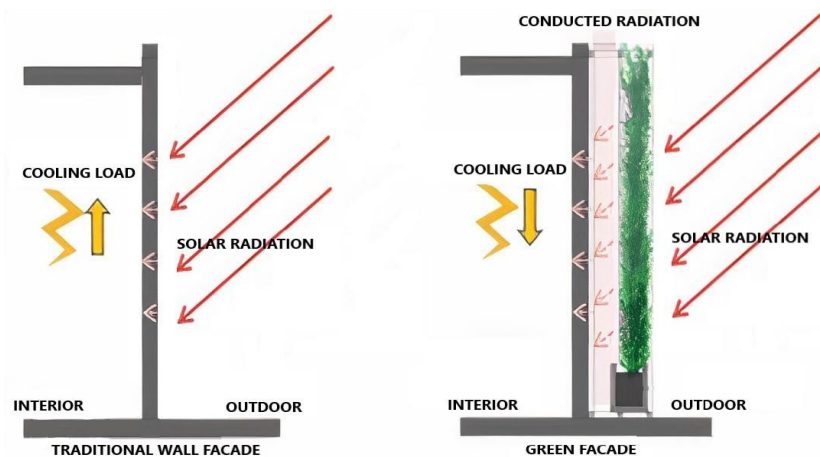 COOLING LOAD
SOLAR RADIATION
INTERIOR
OUTDOOR
TRADITIONAL WALL FACADE
CONDUCTED RADIATION
COOLING LOAD
SOLAR RADIATION
INTERIOR
OUTDOOR
GREEN FACADE